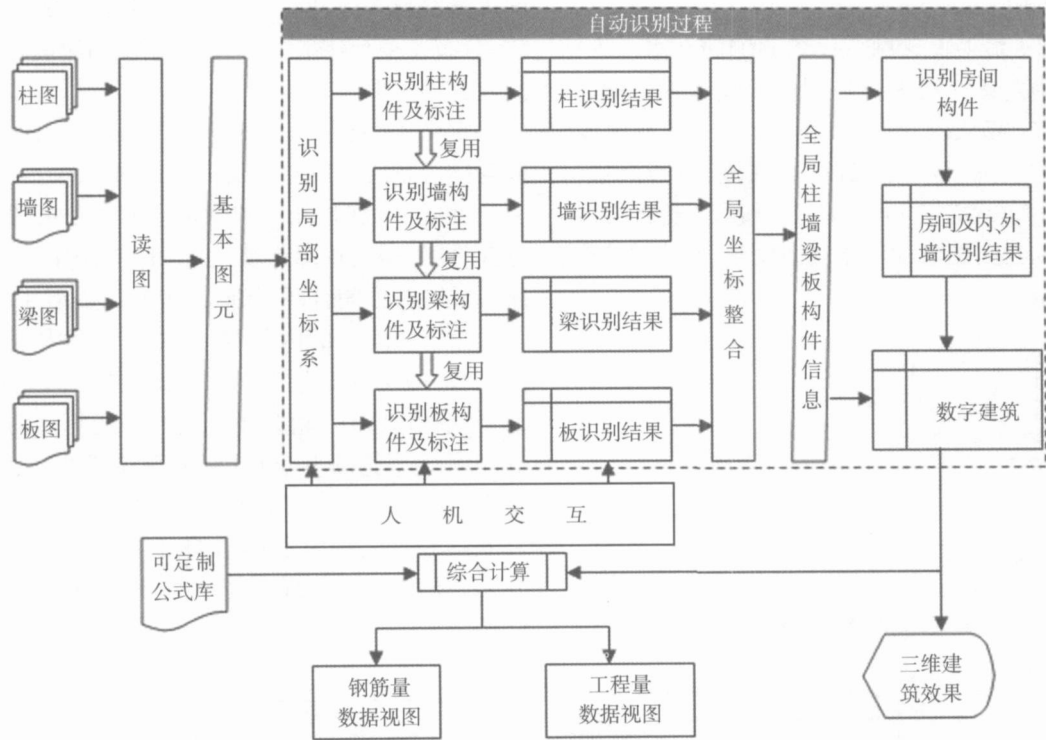 自动识别过程
柱图
墙图
梁图
板图
读图
基本图元
识别局部坐标系
识别柱构
件及标注
复用
识别墙构
件及标注
复用
识别梁构
件及标注
复用
识别板构
件及标注
柱识别结果
墙识别结果
梁识别结果
板识别结果
全局坐标整合
全局柱墙梁板构件信息
识别房间
构件
房间及内、外
墙识别结果
数字建筑
人机交互
可定制
公式库
综合计算
钢筋量
数据视图
工程量
数据视图
三维建
筑效果